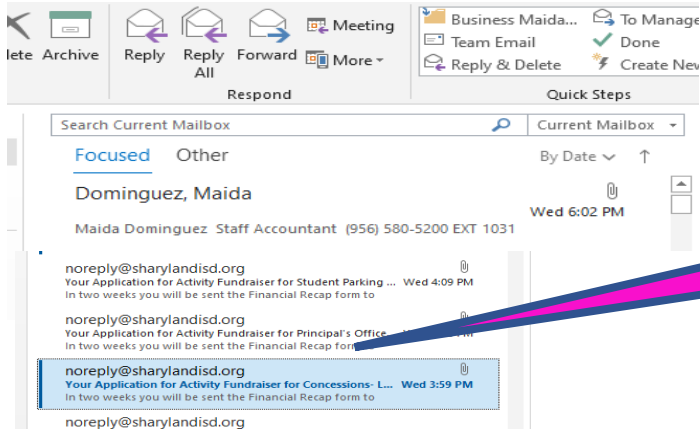 lete Archive Reply Reply All Forward Meeting More
Respond
Business Maida... To Manage
Team Email Done
Reply & Delete Create New
Quick Steps
Search Current Mailbox Current Mailbox
Focused Other By Date
Dominguez, Maida
Wed 6:02 PM
Maida Dominguez Staff Accountant (956) 580-5200 EXT 1031
noreply@sharylandisd.org
Your Application for Activity Fundraiser for Student Parking ... Wed 4:09 PM
In two weeks you will be sent the Financial Recap form to
noreply@sharylandisd.org
Your Application for Activity Fundraiser for Principal's Office... PM
In two weeks you will be sent the Financial Recap form to
noreply@sharylandisd.org
Your Application for Activity Fundraiser for Concessions- L... Wed 3:59 PM
In two weeks you will be sent the Financial Recap form to
noreply@sharylandisd.org